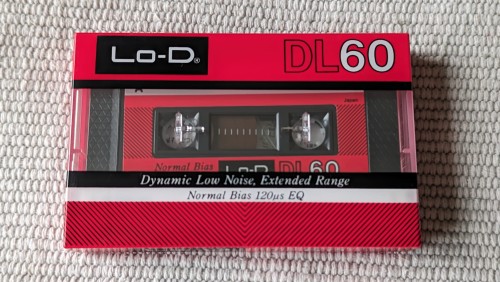 Lo-D®
DL60
Normal Bias
Lo-D
DL60
Dynamic Low Noise, Extended Range
Normal Bias 120μs EQ